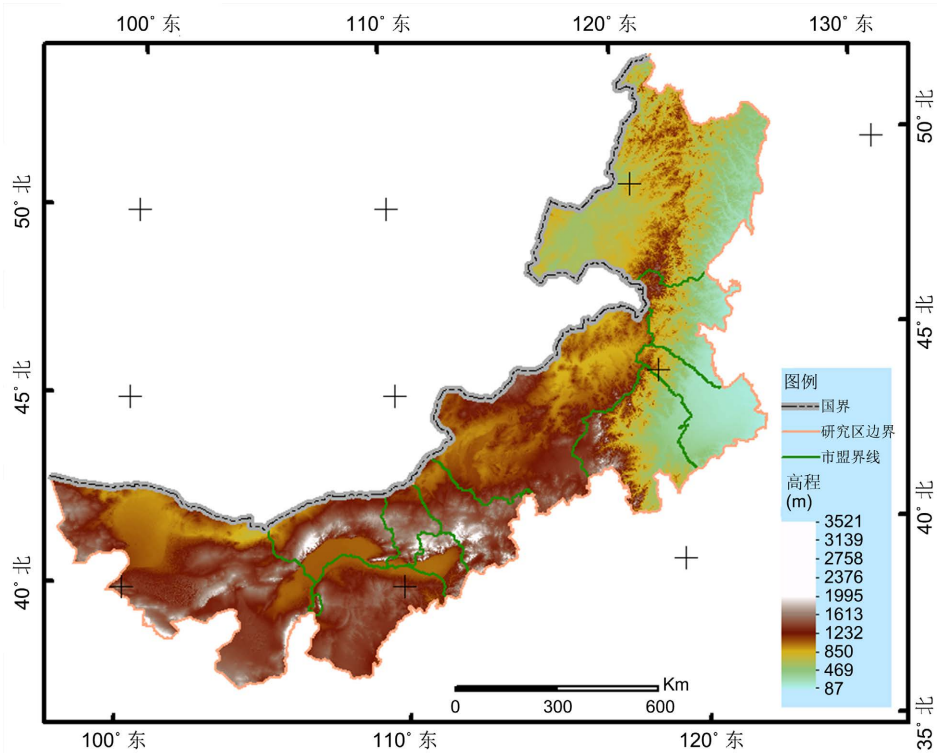 100° 东
110° 东
120° 东
130° 东
50° 北
50° 北
45° 北
45° 北
图例
国界
研究区边界
市盟界线
高程
(m)
3521
3139
2758
2376
1995
1613
1232
850
469
87
40° 北
40° 北
35° 北
Km
0 300 600
100° 东
110° 东
120° 东